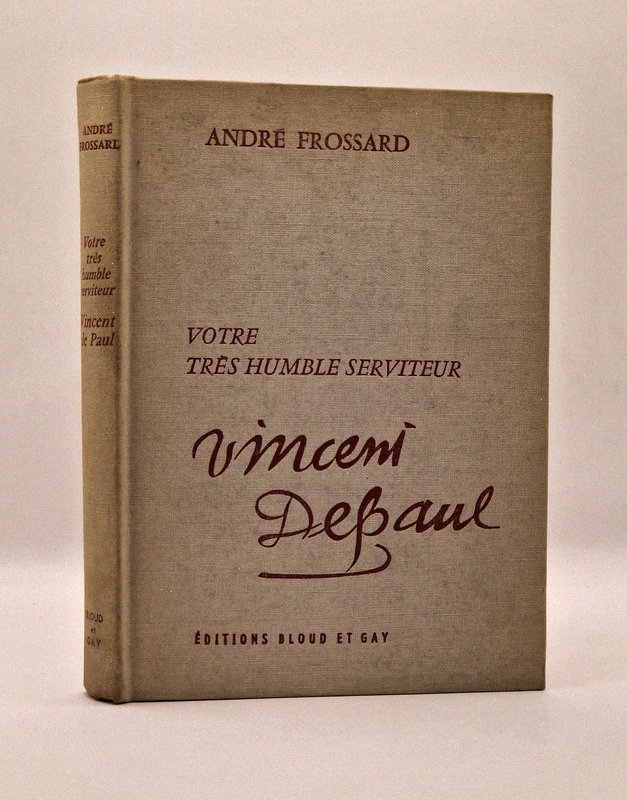 ANDRÉ FROSSARD
VOTRE
TRÈS HUMBLE SERVITEUR
Vincent
DePaul
ÉDITIONS BLOUD ET GAY
ANDRÉ
FROSSARD
Votre
très
humble
serviteur
Vincent
de Paul
BLOUD
et
GAY